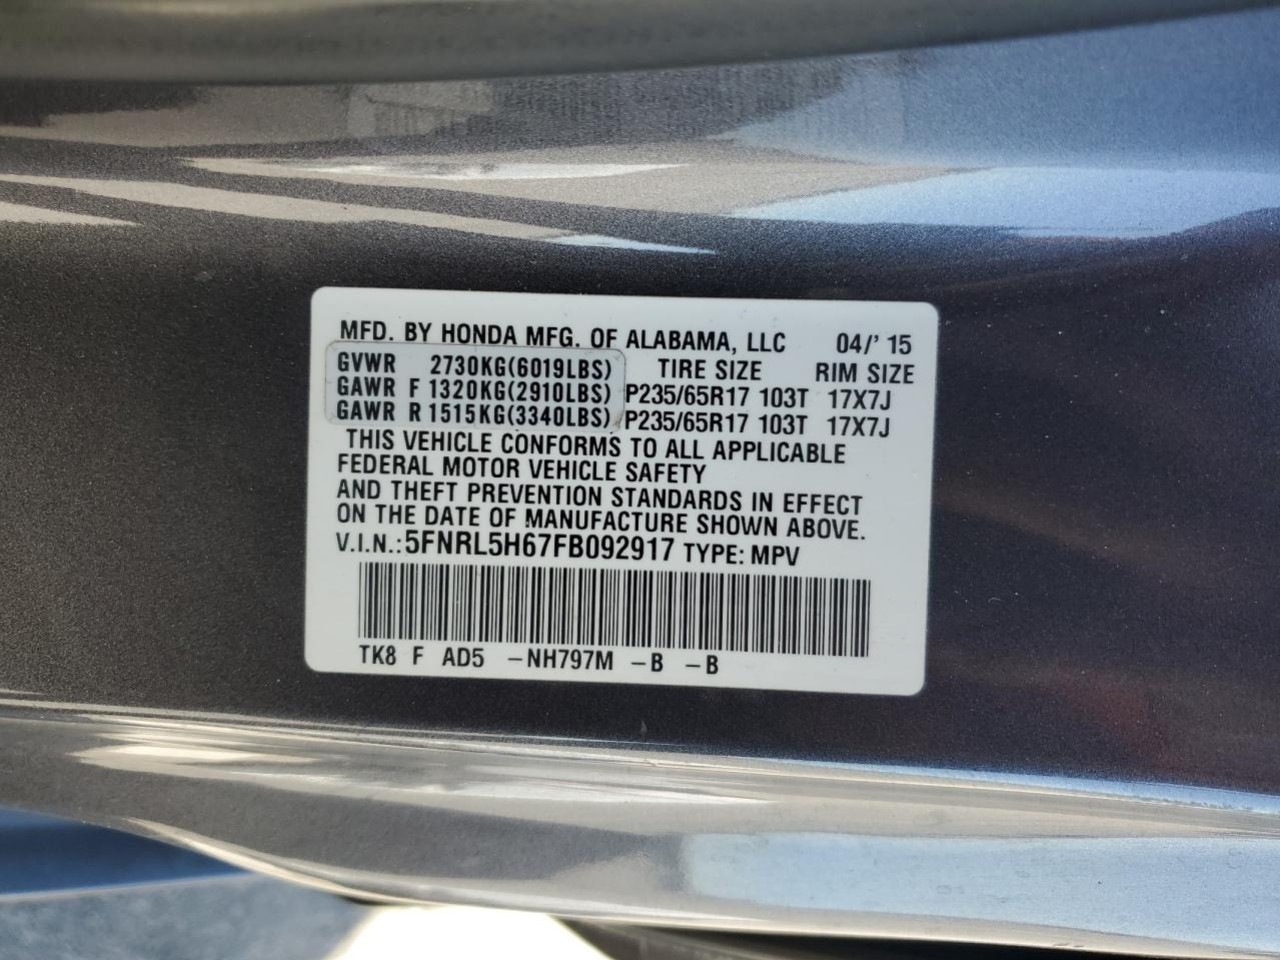 MFD. BY HONDA MFG. OF ALABAMA, LLC 04/' 15
GVWR 2730KG(6019LBS) TIRE SIZE RIM SIZE
GAWR F 1320KG(2910LBS) P235/65R17 103T 17X7J
GAWR R 1515KG(3340LBS) P235/65R17 103T 17X7J
THIS VEHICLE CONFORMS TO ALL APPLICABLE
FEDERAL MOTOR VEHICLE SAFETY
AND THEFT PREVENTION STANDARDS IN EFFECT
ON THE DATE OF MANUFACTURE SHOWN ABOVE.
V.I.N.: 5FNRL5H67FB092917 TYPE: MPV
TK8 F AD5 -NH797M -B -B